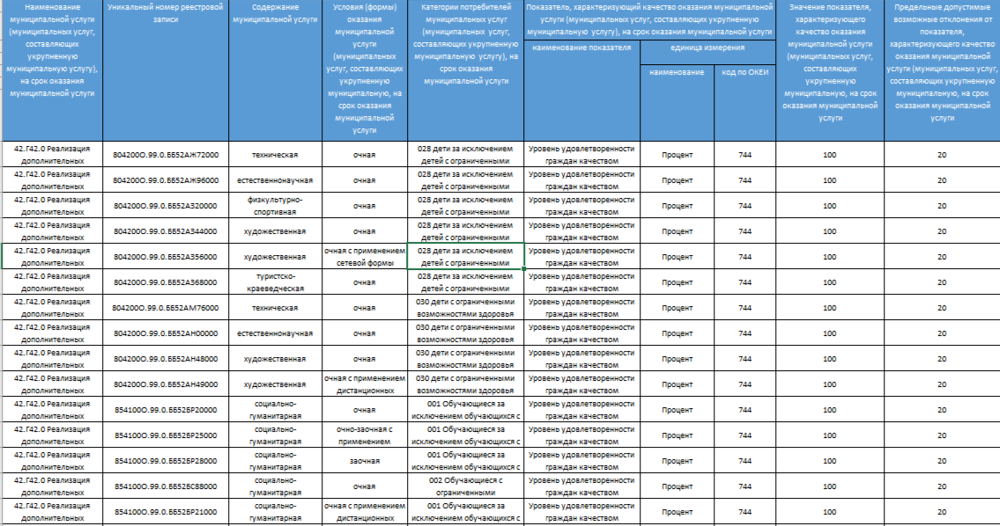 Наименование муниципальной услуги (муниципальных услуг, составляющих укрупненную муниципальную услугу), на срок оказания муниципальной услуги
Уникальный номер реестровой записи
Содержание муниципальной услуги
Условия (формы) оказания муниципальной услуги (муниципальных услуг, составляющих укрупненную муниципальную, на срок оказания муниципальной услуги
Категории потребителей муниципальных услуг (муниципальных услуг, составляющих укрупненную муниципальную услугу), на срок оказания муниципальной услуги
Показатель, характеризующий качество оказания муниципальной услуги (муниципальных услуг, составляющих укрупненную муниципальную услугу), на срок оказания муниципальной услуги
наименование показателя
единица измерения
наименование
код по ОКЕИ
Значение показателя, характеризующего качество оказания муниципальной услуги (муниципальных услуг, составляющих укрупненную муниципальную, на срок оказания муниципальной услуги
Предельные допустимые возможные отклонения от показателя, характеризующего качество оказания муниципальной услуги (муниципальных услуг, составляющих укрупненную муниципальную, на срок оказания муниципальной услуги
42.Г42.0 Реализация дополнительных 804200О.99.0.ББ52АЖ72000 техническая очная 028 дети за исключением детей с ограниченными Уровень удовлетворенности граждан качеством Процент 744 100 20
42.Г42.0 Реализация дополнительных 804200О.99.0.ББ52АЖ96000 естественнонаучная очная 028 дети за исключением детей с ограниченными Уровень удовлетворенности граждан качеством Процент 744 100 20
42.Г42.0 Реализация дополнительных 804200О.99.0.ББ52АЗ20000 физкультурно-спортивная очная 028 дети за исключением детей с ограниченными Уровень удовлетворенности граждан качеством Процент 744 100 20
42.Г42.0 Реализация дополнительных 804200О.99.0.ББ52АЗ44000 художественная очная 028 дети за исключением детей с ограниченными Уровень удовлетворенности граждан качеством Процент 744 100 20
42.Г42.0 Реализация дополнительных 804200О.99.0.ББ52АЗ56000 художественная очная с применением сетевой формы 028 дети за исключением детей с ограниченными Уровень удовлетворенности граждан качеством Процент 744 100 20
42.Г42.0 Реализация дополнительных 804200О.99.0.ББ52АЗ68000 туристско-краеведческая очная 028 дети за исключением детей с ограниченными Уровень удовлетворенности граждан качеством Процент 744 100 20
42.Г42.0 Реализация дополнительных 804200О.99.0.ББ52АМ76000 техническая очная 030 дети с ограниченными возможностями здоровья Уровень удовлетворенности граждан качеством Процент 744 100 20
42.Г42.0 Реализация дополнительных 804200О.99.0.ББ52АН00000 естественнонаучная очная 030 дети с ограниченными возможностями здоровья Уровень удовлетворенности граждан качеством Процент 744 100 20
42.Г42.0 Реализация дополнительных 804200О.99.0.ББ52АН48000 художественная очная 030 дети с ограниченными возможностями здоровья Уровень удовлетворенности граждан качеством Процент 744 100 20
42.Г42.0 Реализация дополнительных 804200О.99.0.ББ52АН49000 художественная очная с применением дистанционных 030 дети с ограниченными возможностями здоровья Уровень удовлетворенности граждан качеством Процент 744 100 20
42.Г42.0 Реализация дополнительных 854100О.99.0.ББ52БР20000 социально-гуманитарная очная 001 Обучающиеся за исключением обучающихся с Уровень удовлетворенности граждан качеством Процент 744 100 20
42.Г42.0 Реализация дополнительных 854100О.99.0.ББ52БР25000 социально-гуманитарная очно-заочная с применением 001 Обучающиеся за исключением обучающихся с Уровень удовлетворенности граждан качеством Процент 744 100 20
42.Г42.0 Реализация дополнительных 854100О.99.0.ББ52БР28000 социально-гуманитарная заочная 001 Обучающиеся за исключением обучающихся с Уровень удовлетворенности граждан качеством Процент 744 100 20
42.Г42.0 Реализация дополнительных 854100О.99.0.ББ52БС88000 социально-гуманитарная очная 002 Обучающиеся с ограниченными Уровень удовлетворенности граждан качеством Процент 744 100 20
42.Г42.0 Реализация дополнительных 854100О.99.0.ББ52БР21000 социально-гуманитарная очная с применением дистанционных 001 Обучающиеся за исключением обучающихся с Уровень удовлетворенности граждан качеством Процент 744 100 20